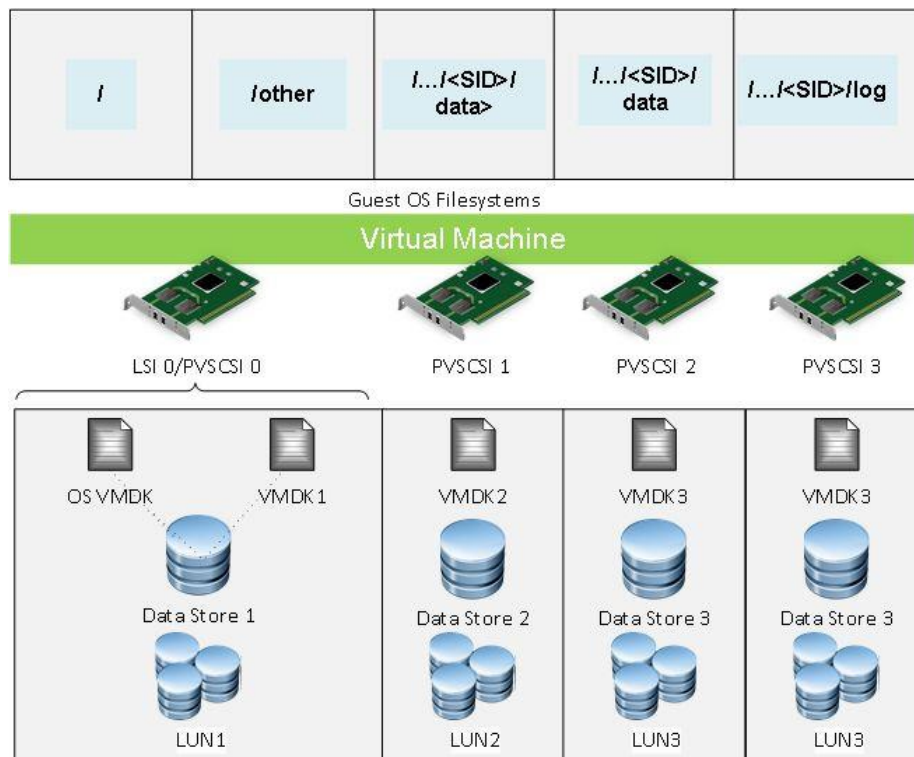 /
/other
/…/<SID>/
data>
/…/<SID>/
data
/…/<SID>/log
Guest OS Filesystems
Virtual Machine
LSI 0/PVSCSI 0
PVSCSI 1
PVSCSI 2
PVSCSI 3
OS VMDK
VMDK1
VMDK2
VMDK3
VMDK3
Data Store 1
Data Store 2
Data Store 3
Data Store 3
LUN1
LUN2
LUN3
LUN3